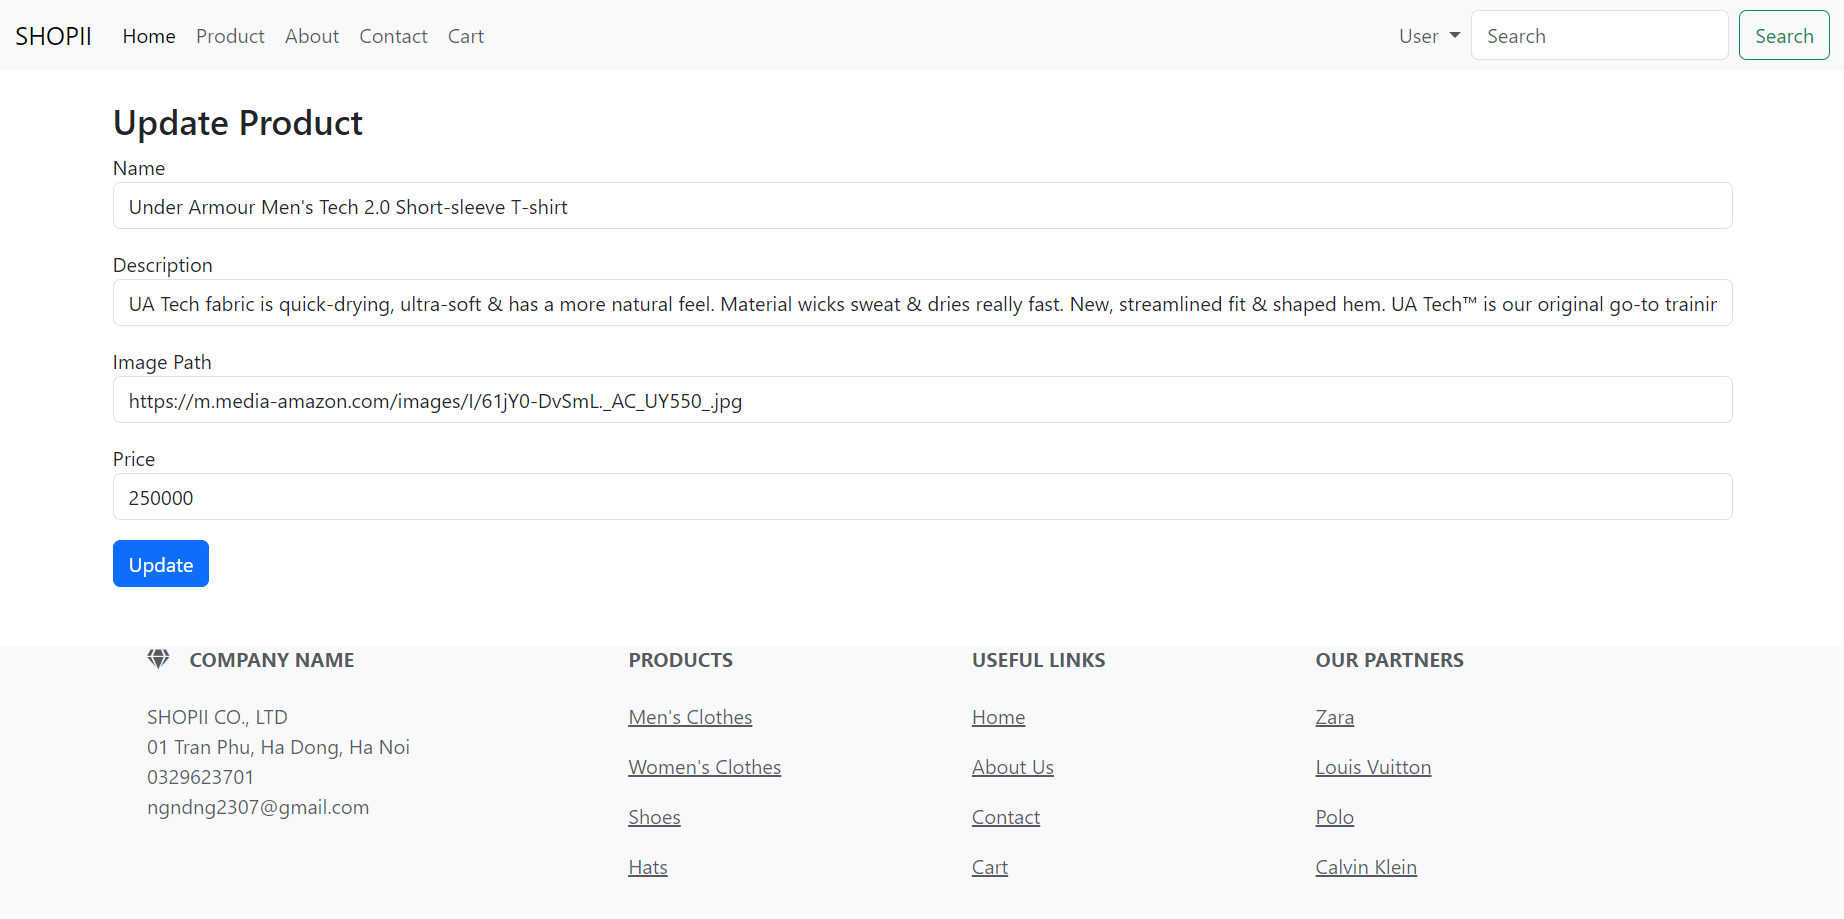 SHOPII Home Product About Contact Cart User Search Search
Update Product
Name
Under Armour Men's Tech 2.0 Short-sleeve T-shirt
Description
UA Tech fabric is quick-drying, ultra-soft & has a more natural feel. Material wicks sweat & dries really fast. New, streamlined fit & shaped hem. UA Tech™ is our original go-to
Image Path
https://m.media-amazon.com/images/I/61jY0-DvSmL._AC_UY550_.jpg
Price
250000
Update
COMPANY NAME
SHOPII CO., LTD
01 Tran Phu, Ha Dong, Ha Noi
0329623701
ngndng2307@gmail.com
PRODUCTS
Men's Clothes
Women's Clothes
Shoes
Hats
USEFUL LINKS
Home
About Us
Contact
Cart
OUR PARTNERS
Zara
Louis Vuitton
Polo
Calvin Klein